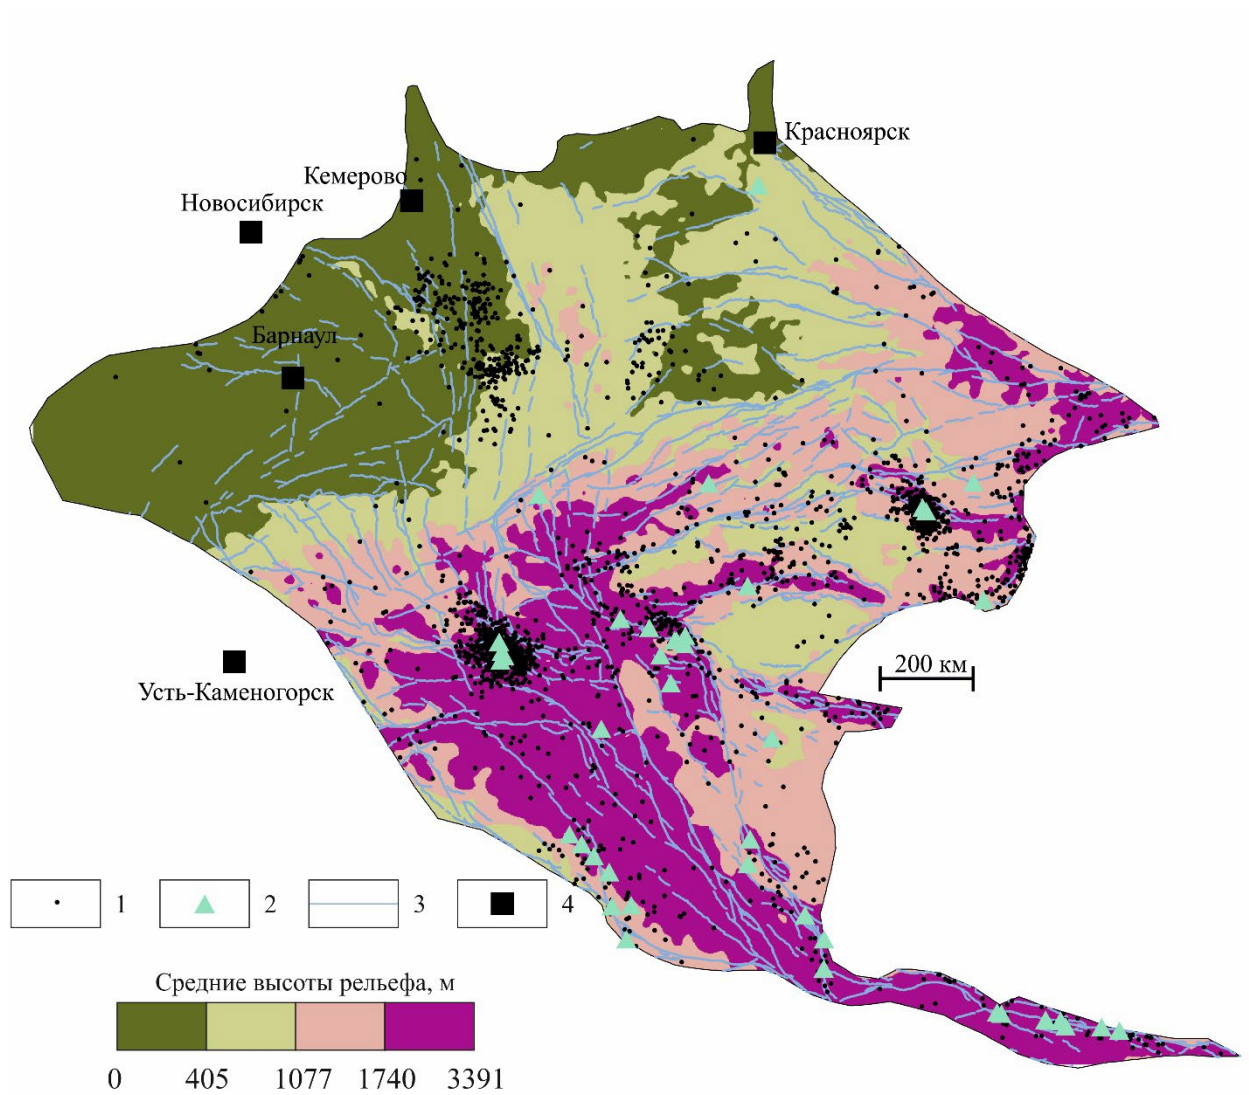 Красноярск
Кемерово
Новосибирск
Барнаул
200 км
Усть-Каменогорск
1 2 3 4
Средние высоты рельефа, м
0 405 1077 1740 3391